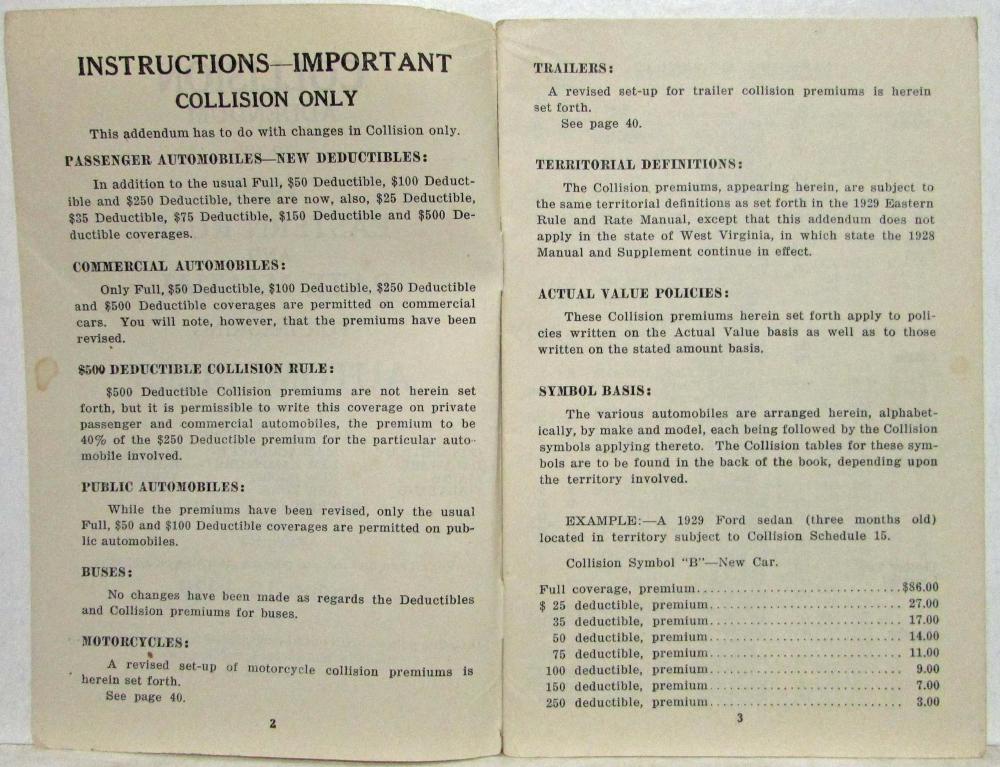 INSTRUCTIONS—IMPORTANT
COLLISION ONLY
This addendum has to do with changes in Collision only.
PASSENGER AUTOMOBILES—NEW DEDUCTIBLES:
In addition to the usual Full, $50 Deductible, $100 Deduct-
ible and $250 Deductible, there are now, also, $25 Deductible,
$35 Deductible, $75 Deductible, $150 Deductible and $500 De-
ductible coverages.
COMMERCIAL AUTOMOBILES:
Only Full, $50 Deductible, $100 Deductible, $250 Deductible
and $500 Deductible coverages are permitted on commercial
cars. You will note, however, that the premiums have been
revised.
$500 DEDUCTIBLE COLLISION RULE:
$500 Deductible Collision premiums are not herein set
forth, but it is permissible to write this coverage on private
passenger and commercial automobiles, the premium to be
40% of the $250 Deductible premium for the particular auto-
mobile involved.
PUBLIC AUTOMOBILES:
While the premiums have been revised, only the usual
Full, $50 and $100 Deductible coverages are permitted on pub-
lic automobiles.
BUSES:
No changes have been made as regards the Deductibles
and Collision premiums for buses.
MOTORCYCLES:
A revised set-up of motorcycle collision premiums is
herein set forth.
See page 40.
2
TRAILERS:
A revised set-up for trailer collision premiums is herein
set forth.
See page 40.
TERRITORIAL DEFINITIONS:
The Collision premiums, appearing herein, are subject to
the same territorial definitions as set forth in the 1929 Eastern
Rule and Rate Manual, except that this addendum does not
apply in the state of West Virginia, in which state the 1928
Manual and Supplement continue in effect.
ACTUAL VALUE POLICIES:
These Collision premiums herein set forth apply to poli-
cies written on the Actual Value basis as well as to those
written on the stated amount basis.
SYMBOL BASIS:
The various automobiles are arranged herein, alphabet-
ically, by make and model, each being followed by the Collision
symbols applying thereto. The Collision tables for these sym-
bols are to be found in the back of the book, depending upon
the territory involved.
EXAMPLE:—A 1929 Ford sedan (three months old)
located in territory subject to Collision Schedule 15.
Collision Symbol "B"—New Car.
Full coverage, premium..............................$86.00
$ 25 deductible, premium............................ 27.00
35 deductible, premium............................ 17.00
50 deductible, premium............................ 14.00
75 deductible, premium............................ 11.00
100 deductible, premium............................ 9.00
150 deductible, premium............................ 7.00
250 deductible, premium............................ 3.00
3